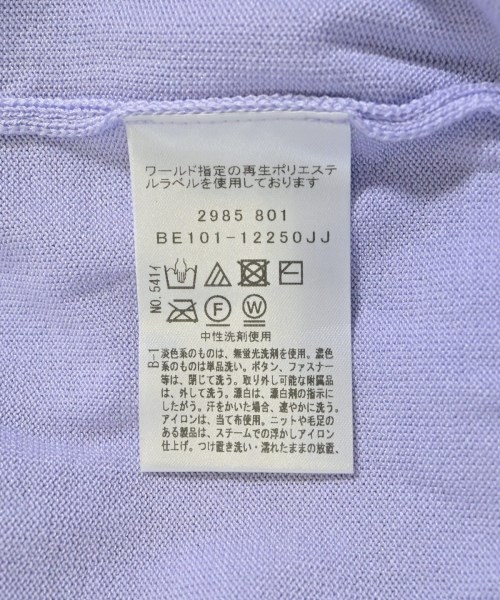 ワールド指定の再生ポリエステ
ルラベルを使用しております
2985 801
BE101-12250JJ
NO.541イ
F
W
中性洗剤使用
B-1
淡色系のものは、無蛍光洗剤を使用。濃色
系のものは単品洗い。ボタン、ファスナー
等は、閉じて洗う。取り外し可能な附属品
は、外して洗う。漂白は、漂白剤の指示に
したがう。汗をかいた場合、速やかに洗う。
アイロンは、当て布使用。ニットや毛足の
ある製品は、スチームでの浮かしアイロン
仕上げ。つけ置き洗い・濡れたままの放置、